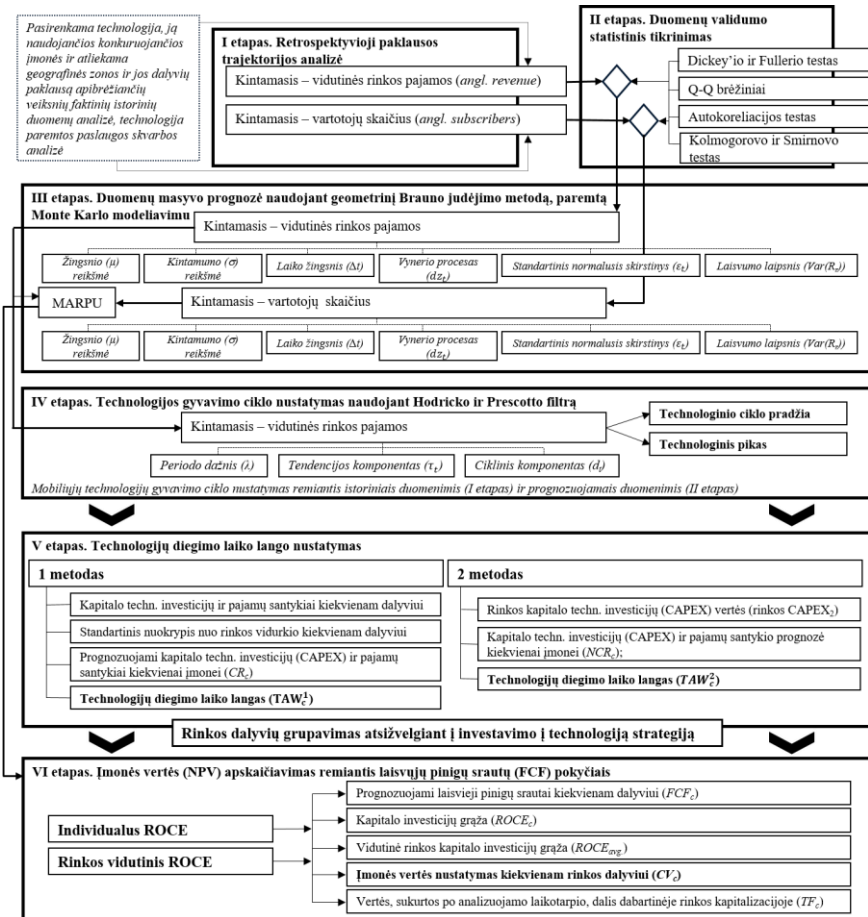 Pasirenkama technologija, ją
naudojančios konkuruojančios
įmonės ir atliekama
geografinės zonos ir jos dalyvių
paklausą apibrėžiančių
veiksnių faktinių istorinių
duomenų analizė, technologija
paremtos paslaugos skvarbos
analizė
I etapas. Retrospektyvioji paklausos
trajektorijos analizė
Kintamasis – vidutinės rinkos pajamos (angl. revenue)
Kintamasis – vartotojų skaičius (angl. subscribers)
II etapas. Duomenų validumo
statistinis tikrinimas
Dickey'io ir Fullerio testas
Q-Q brėžiniai
Autokoreliacijos testas
Kolmogorovo ir Smirnovo
testas
III etapas. Duomenų masyvo prognozė naudojant geometrinį Brauno judėjimo metodą, paremtą
Monte Karlo modeliavimu
Kintamasis – vidutinės rinkos pajamos
Žingsnio (μ)
reikšmė
Kintamumo (σ)
reikšmė
Laiko žingsnis (Δt)
Vynerio procesas
(dzₜ)
Standartinis normalusis skirstinys (εₜ)
Laisvumo laipsnis (Var(Rₙ))
MARPU
Kintamasis – vartotojų skaičius
Žingsnio (μ)
reikšmė
Kintamumo (σ)
reikšmė
Laiko žingsnis (Δt)
Vynerio procesas
(dzₜ)
Standartinis normalusis skirstinys (εₜ)
Laisvumo laipsnis (Var(Rₙ))
IV etapas. Technologijos gyvavimo ciklo nustatymas naudojant Hodricko ir Prescotto filtrą
Kintamasis – vidutinės rinkos pajamos
Technologinio ciklo pradžia
Technologinis pikas
Periodo dažnis (λ)
Tendencijos komponentas (τₜ)
Ciklinis komponentas (dₜ)
Mobiliųjų technologijų gyvavimo ciklo nustatymas remiantis istoriniais duomenimis (I etapas) ir prognozuojamais duomenimis (II etapas)
V etapas. Technologijų diegimo laiko lango nustatymas
1 metodas
Kapitalo techn. investicijų ir pajamų santykiai kiekvienam dalyviui
Standartinis nuokrypis nuo rinkos vidurkio kiekvienam dalyviui
Prognozuojami kapitalo techn. investicijų (CAPEX) ir pajamų
santykiai kiekvienai įmonei (CR꜀)
Technologijų diegimo laiko langas (TAW꜀¹)
2 metodas
Rinkos kapitalo techn. investicijų (CAPEX) vertės (rinkos CAPEX₂)
Kapitalo techn. investicijų (CAPEX) ir pajamų santykio prognozė
kiekvienai įmonei (NCR꜀);
Technologijų diegimo laiko langas (TAW꜀²)
Rinkos dalyvių grupavimas atsižvelgiant į investavimo į technologiją strategiją
VI etapas. Įmonės vertės (NPV) apskaičiavimas remiantis laisvųjų pinigų srautų (FCF) pokyčiais
Individualus ROCE
Rinkos vidutinis ROCE
Prognozuojami laisvieji pinigų srautai kiekvienam dalyviui (FCF꜀)
Kapitalo investicijų grąža (ROCE꜀)
Vidutinė rinkos kapitalo investicijų grąža (ROCEavg)
Įmonės vertės nustatymas kiekvienam rinkos dalyviui (CV꜀)
Vertės, sukurtos po analizuojamo laikotarpio, dalis dabartinėje rinkos kapitalizacijoje (TF꜀)